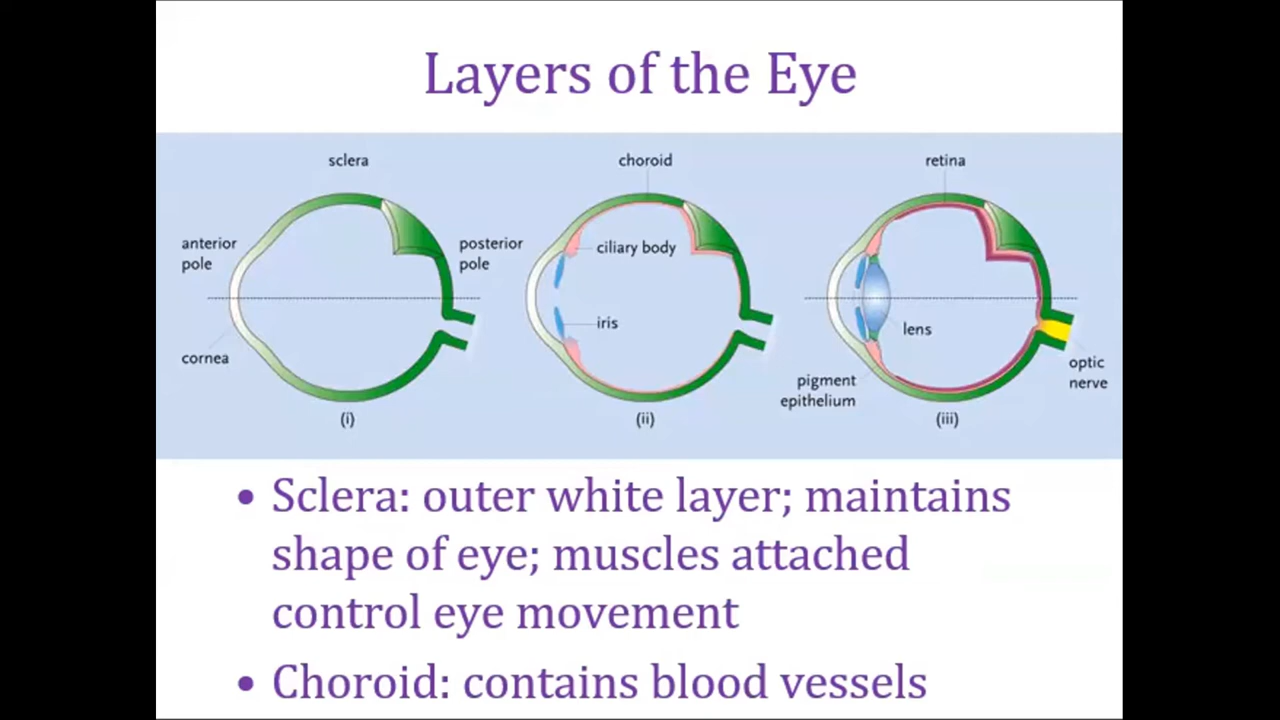 Layers of the Eye
sclera
anterior
pole
posterior
pole
cornea
(i)
choroid
ciliary body
iris
(ii)
retina
lens
pigment
epithelium
optic
nerve
(iii)
• Sclera: outer white layer; maintains
shape of eye; muscles attached
control eye movement
• Choroid: contains blood vessels